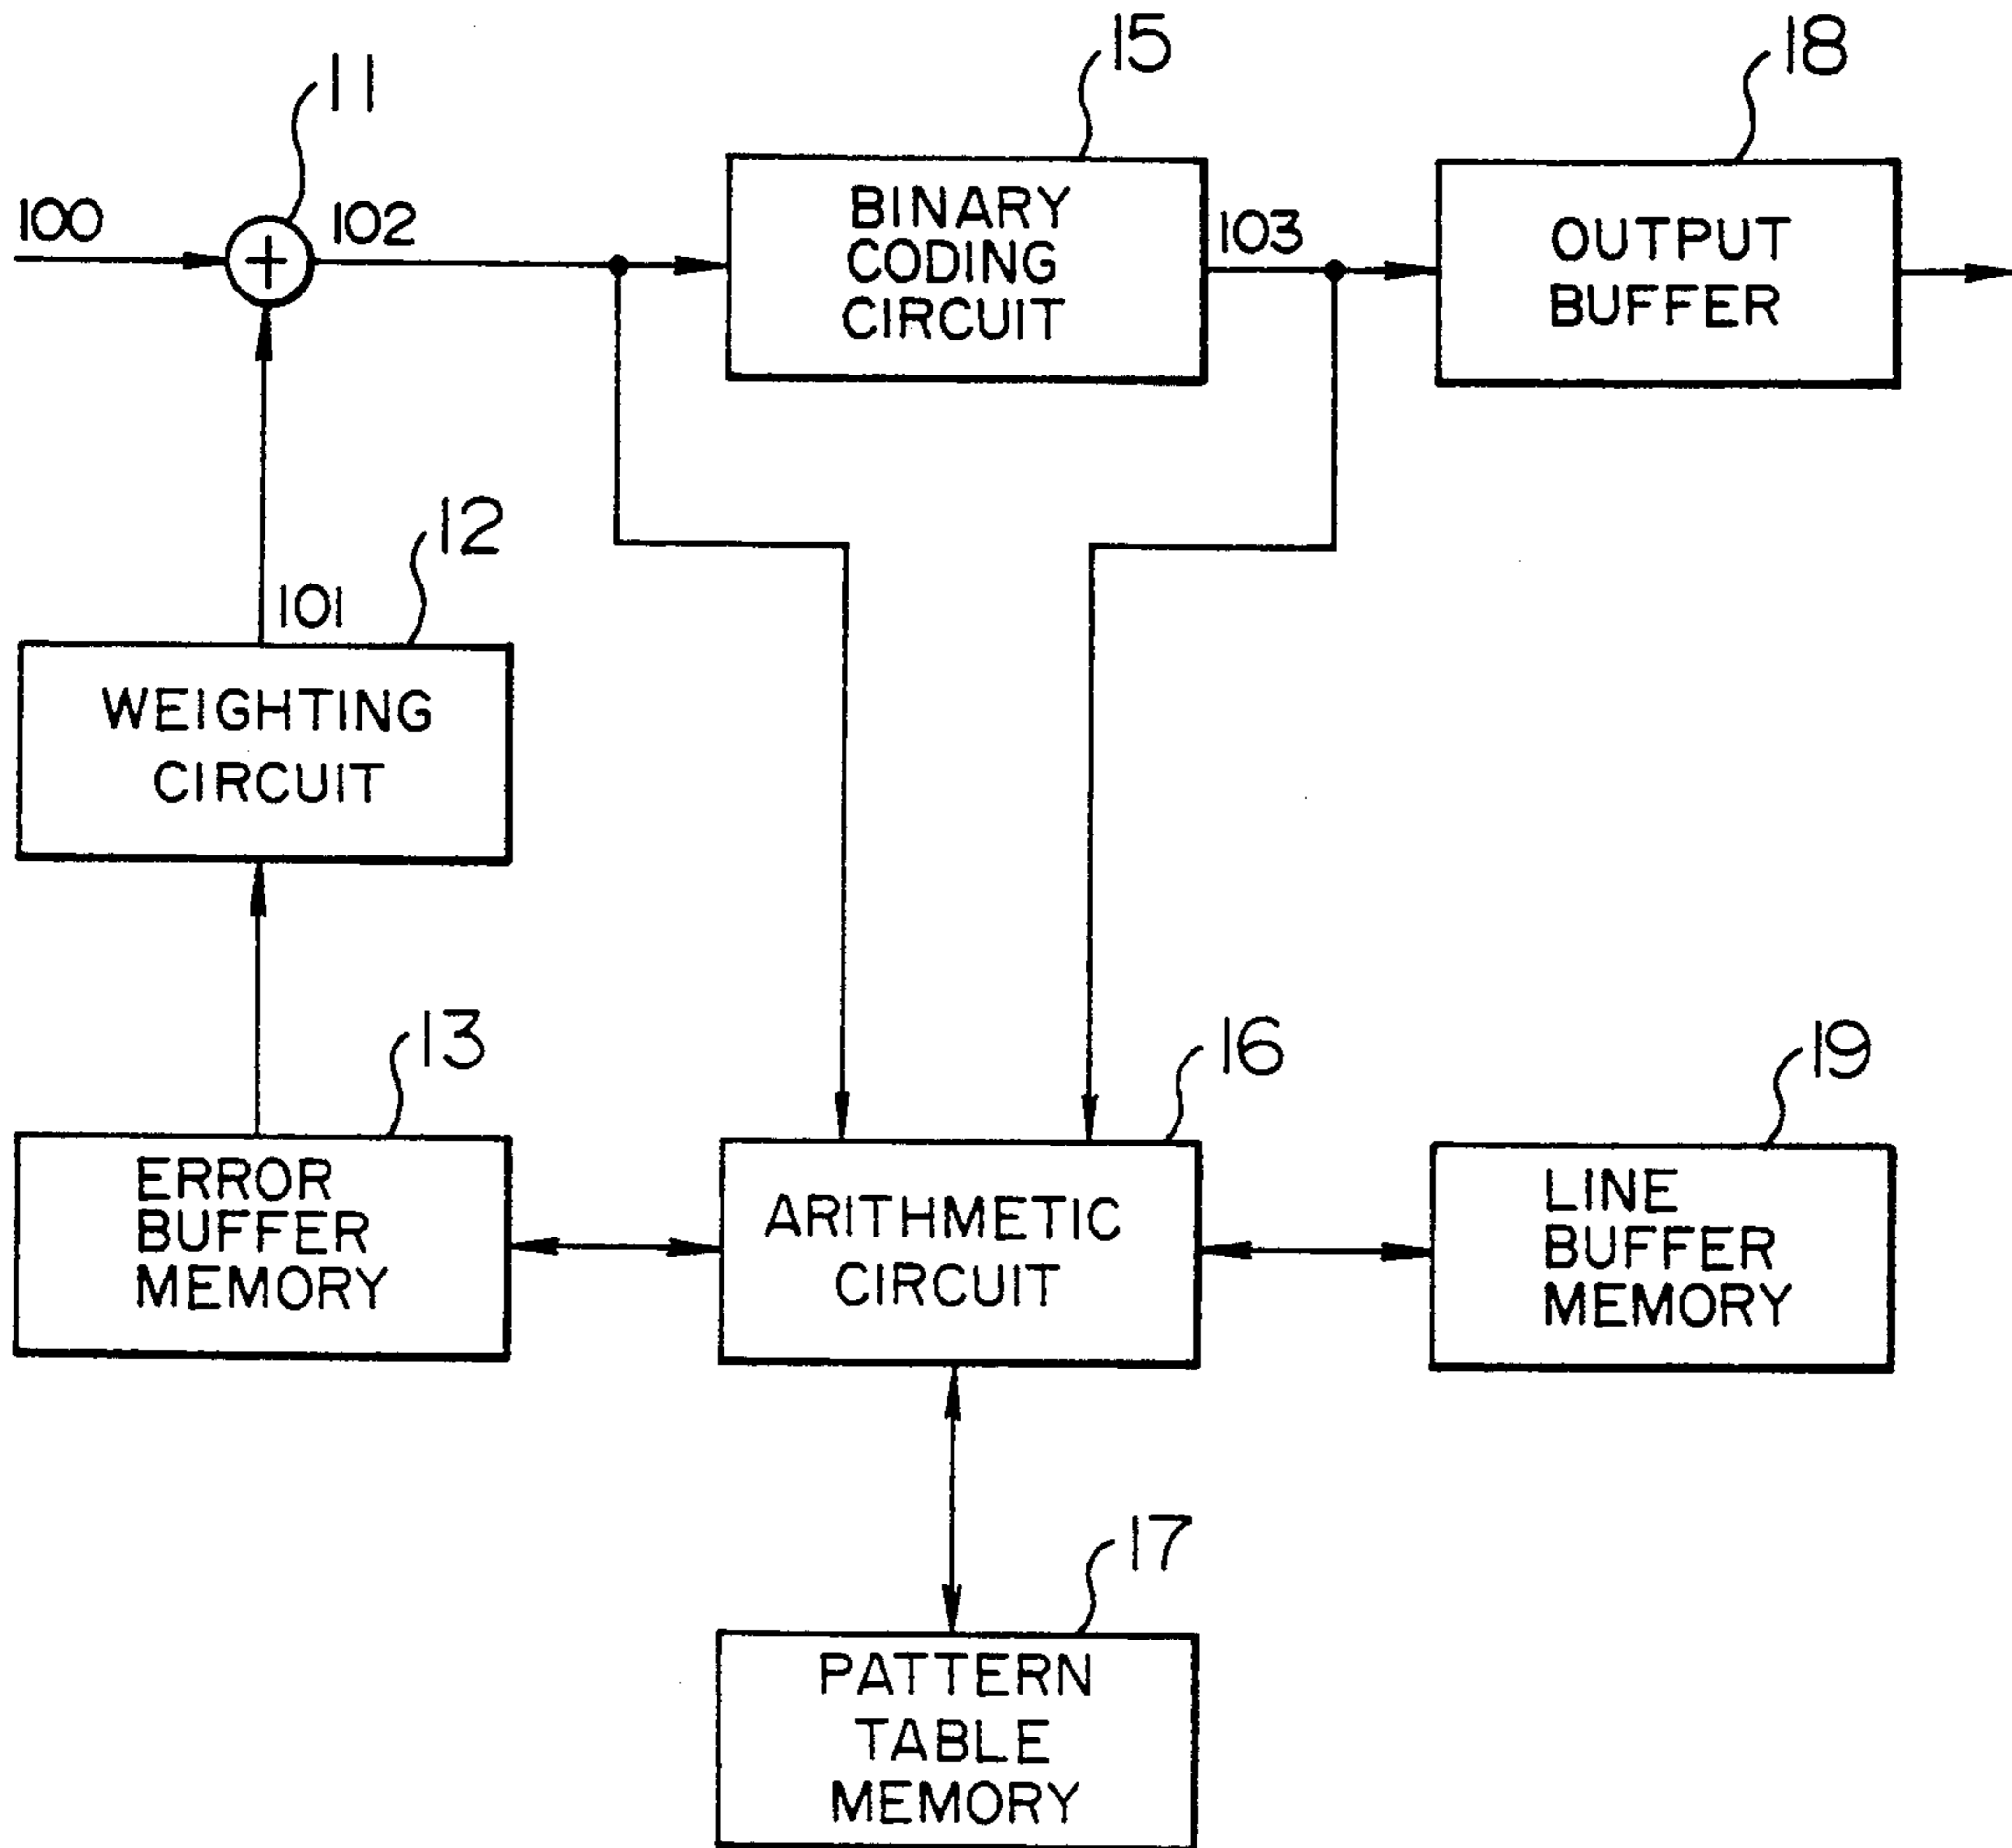 15
18
11
100
102
BINARY
CODING
CIRCUIT
103
OUTPUT
BUFFER
12
101
WEIGHTING
CIRCUIT
13
16
19
ERROR
BUFFER
MEMORY
ARITHMETIC
CIRCUIT
LINE
BUFFER
MEMORY
17
PATTERN
TABLE
MEMORY